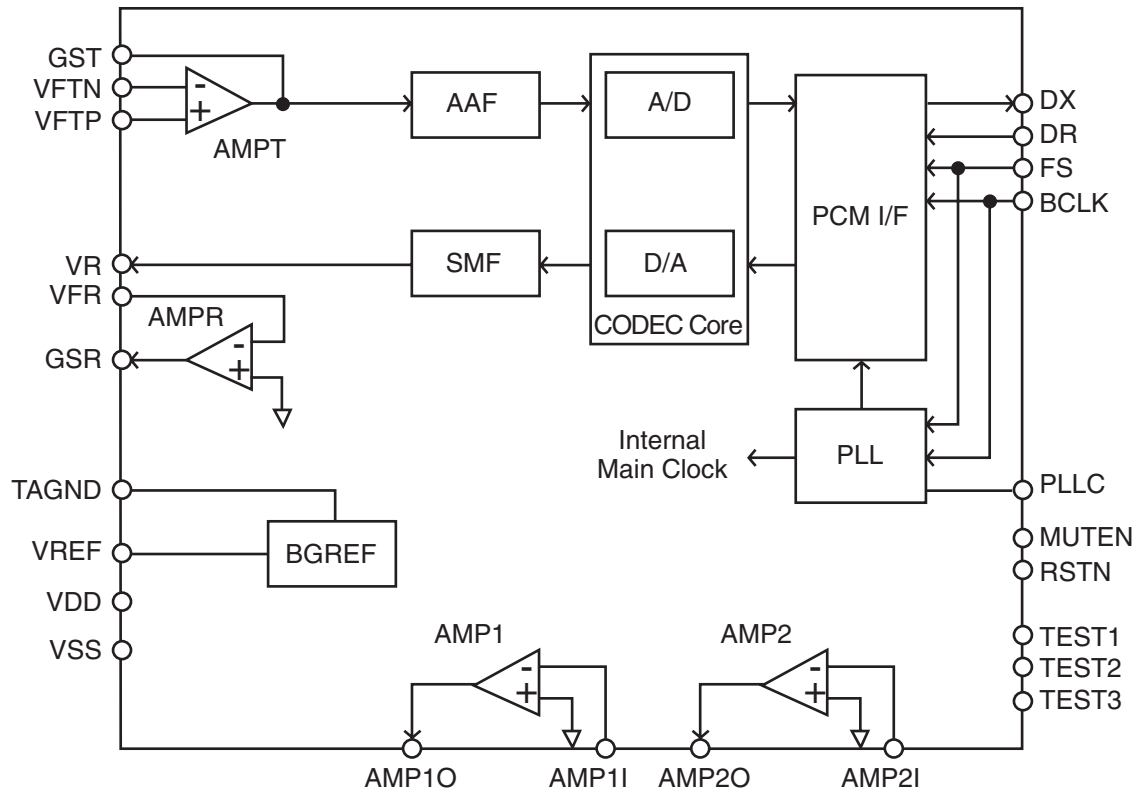 GST
VFTN
VFTP
-
+
AMPT
AAF
A/D
DX
DR
FS
BCLK
PCM I/F
VR
VFR
SMF
D/A
CODEC Core
AMPR
-
+
GSR
Internal
Main Clock
PLL
PLLC
TAGND
VREF
BGREF
VDD
VSS
MUTEN
RSTN
TEST1
TEST2
TEST3
AMP1
-
+
AMP2
-
+
AMP1O
AMP1I
AMP2O
AMP2I